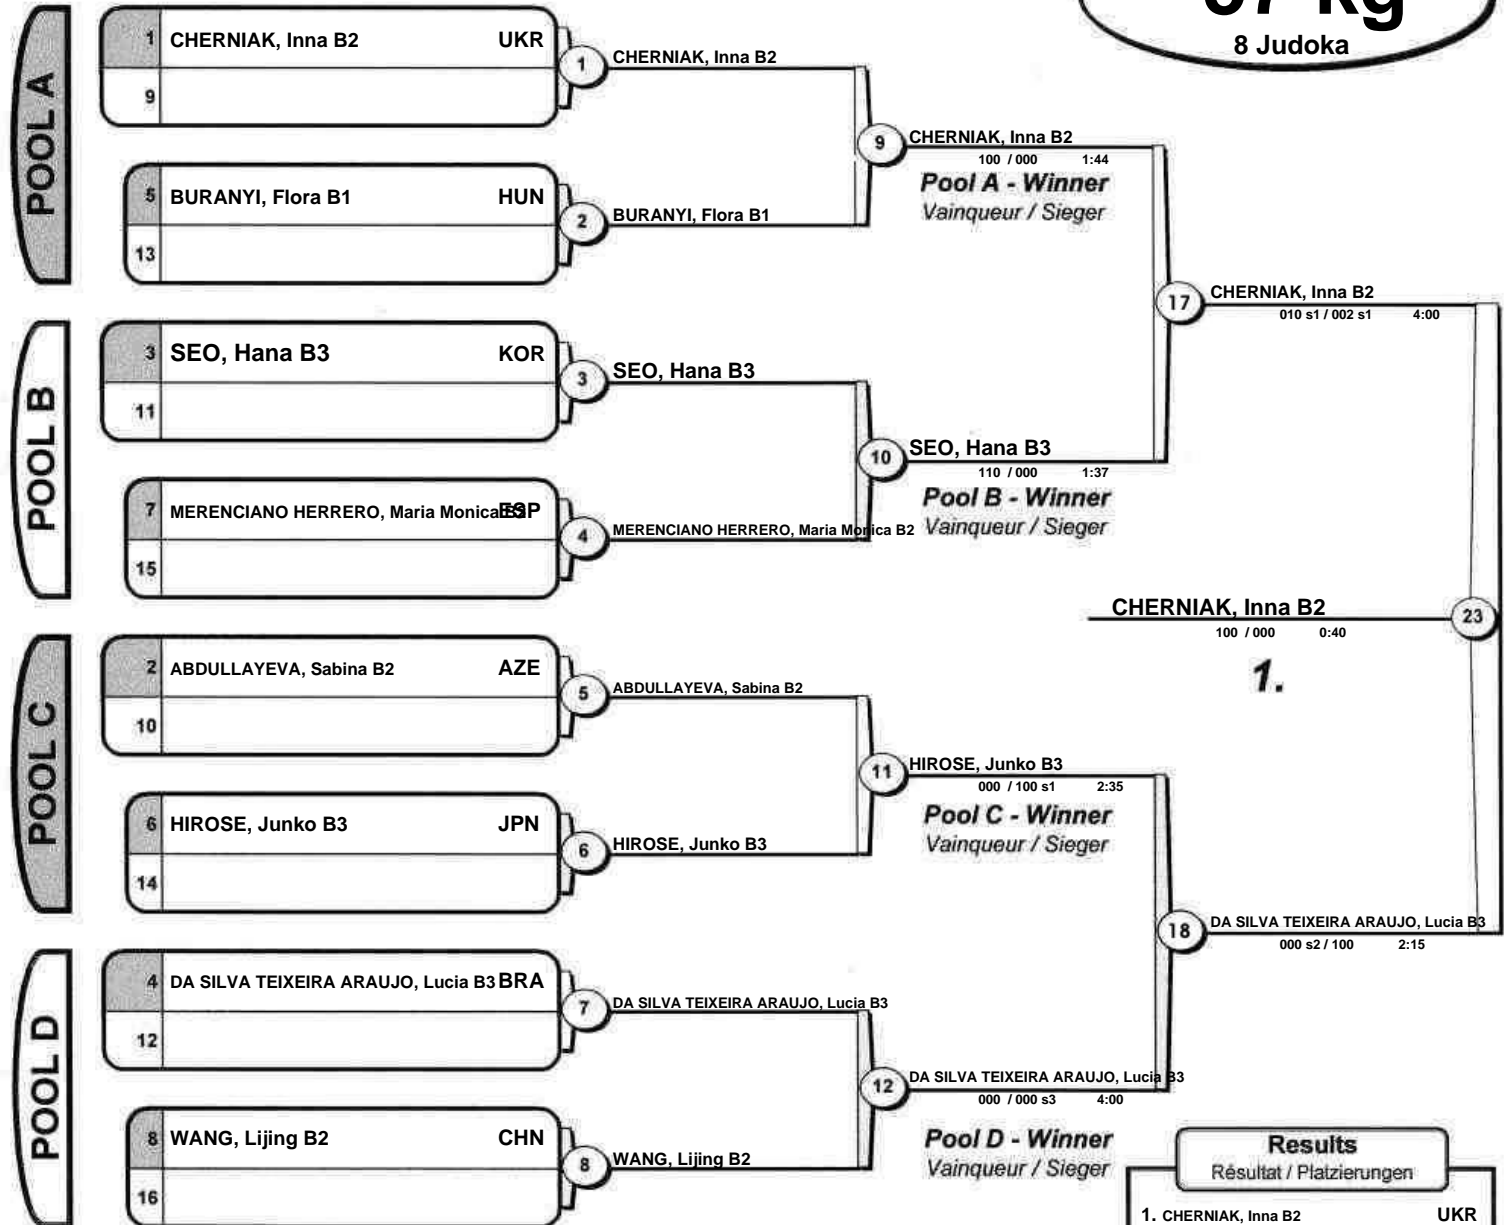 8 Judoka
POOL A
1 CHERNIAK, Inna B2 UKR
9
1 CHERNIAK, Inna B2
5 BURANYI, Flora B1 HUN
13
2 BURANYI, Flora B1
9 CHERNIAK, Inna B2
100 / 000 1:44
Pool A - Winner
Vainqueur / Sieger
POOL B
3 SEO, Hana B3 KOR
11
3 SEO, Hana B3
7 MERENCIANO HERRERO, Maria Monica ESP
15
4 MERENCIANO HERRERO, Maria Monica B2
10 SEO, Hana B3
110 / 000 1:37
Pool B - Winner
Vainqueur / Sieger
17 CHERNIAK, Inna B2
010 s1 / 002 s1 4:00
CHERNIAK, Inna B2 23
100 / 000 0:40
1.
POOL C
2 ABDULLAYEVA, Sabina B2 AZE
10
5 ABDULLAYEVA, Sabina B2
6 HIROSE, Junko B3 JPN
14
6 HIROSE, Junko B3
11 HIROSE, Junko B3
000 / 100 s1 2:35
Pool C - Winner
Vainqueur / Sieger
POOL D
4 DA SILVA TEIXEIRA ARAUJO, Lucia B3 BRA
12
7 DA SILVA TEIXEIRA ARAUJO, Lucia B3
8 WANG, Lijing B2 CHN
16
8 WANG, Lijing B2
12 DA SILVA TEIXEIRA ARAUJO, Lucia B3
000 / 000 s3 4:00
Pool D - Winner
Vainqueur / Sieger
18 DA SILVA TEIXEIRA ARAUJO, Lucia B3
000 s2 / 100 2:15
Results
Résultat / Platzierungen
1. CHERNIAK, Inna B2 UKR